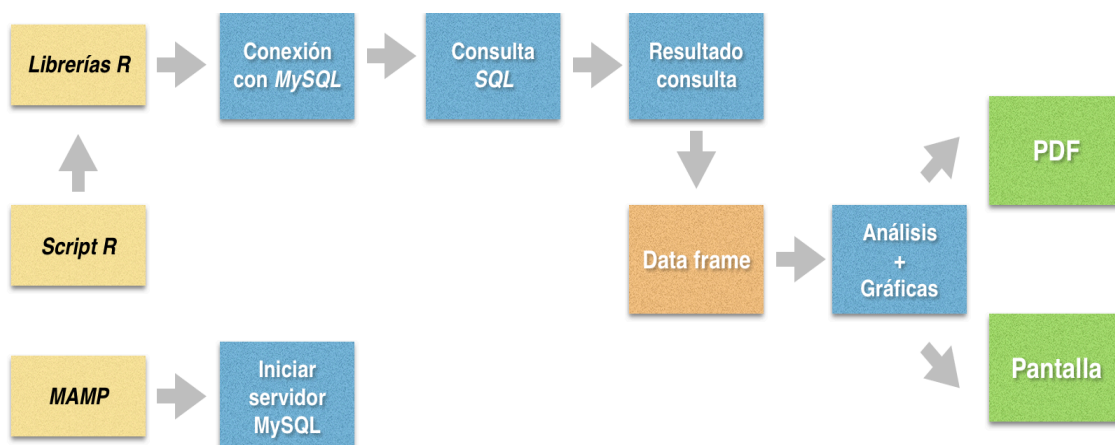 Librerías R
Conexión
con MySQL
Consulta
SQL
Resultado
consulta
PDF
Script R
Data frame
Análisis
+
Gráficas
MAMP
Iniciar
servidor
MySQL
Pantalla